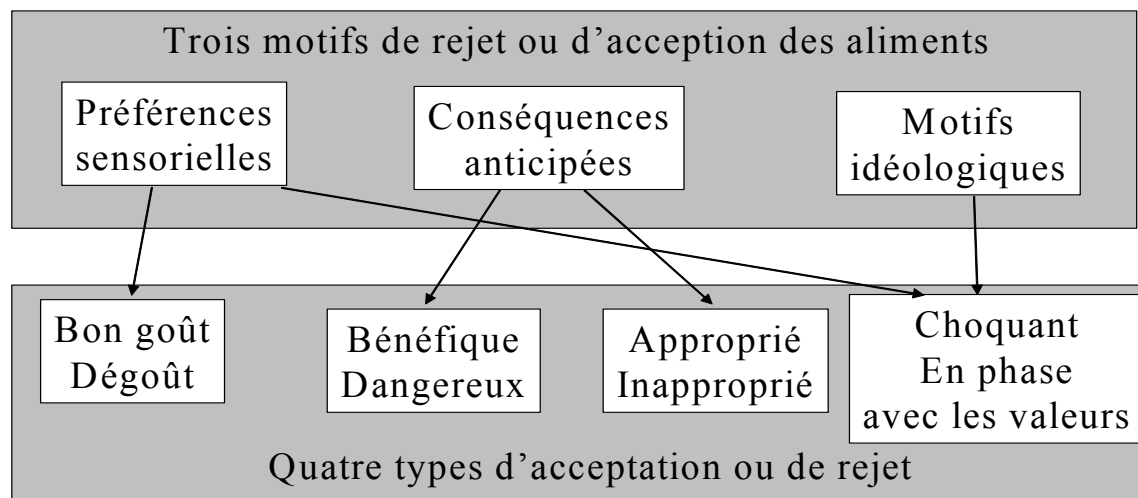 Trois motifs de rejet ou d’acception des aliments
Préférences
sensorielles
Conséquences
anticipées
Motifs
idéologiques
Bon goût
Dégoût
Bénéfique
Dangereux
Approprié
Inapproprié
Choquant
En phase
avec les valeurs
Quatre types d’acceptation ou de rejet